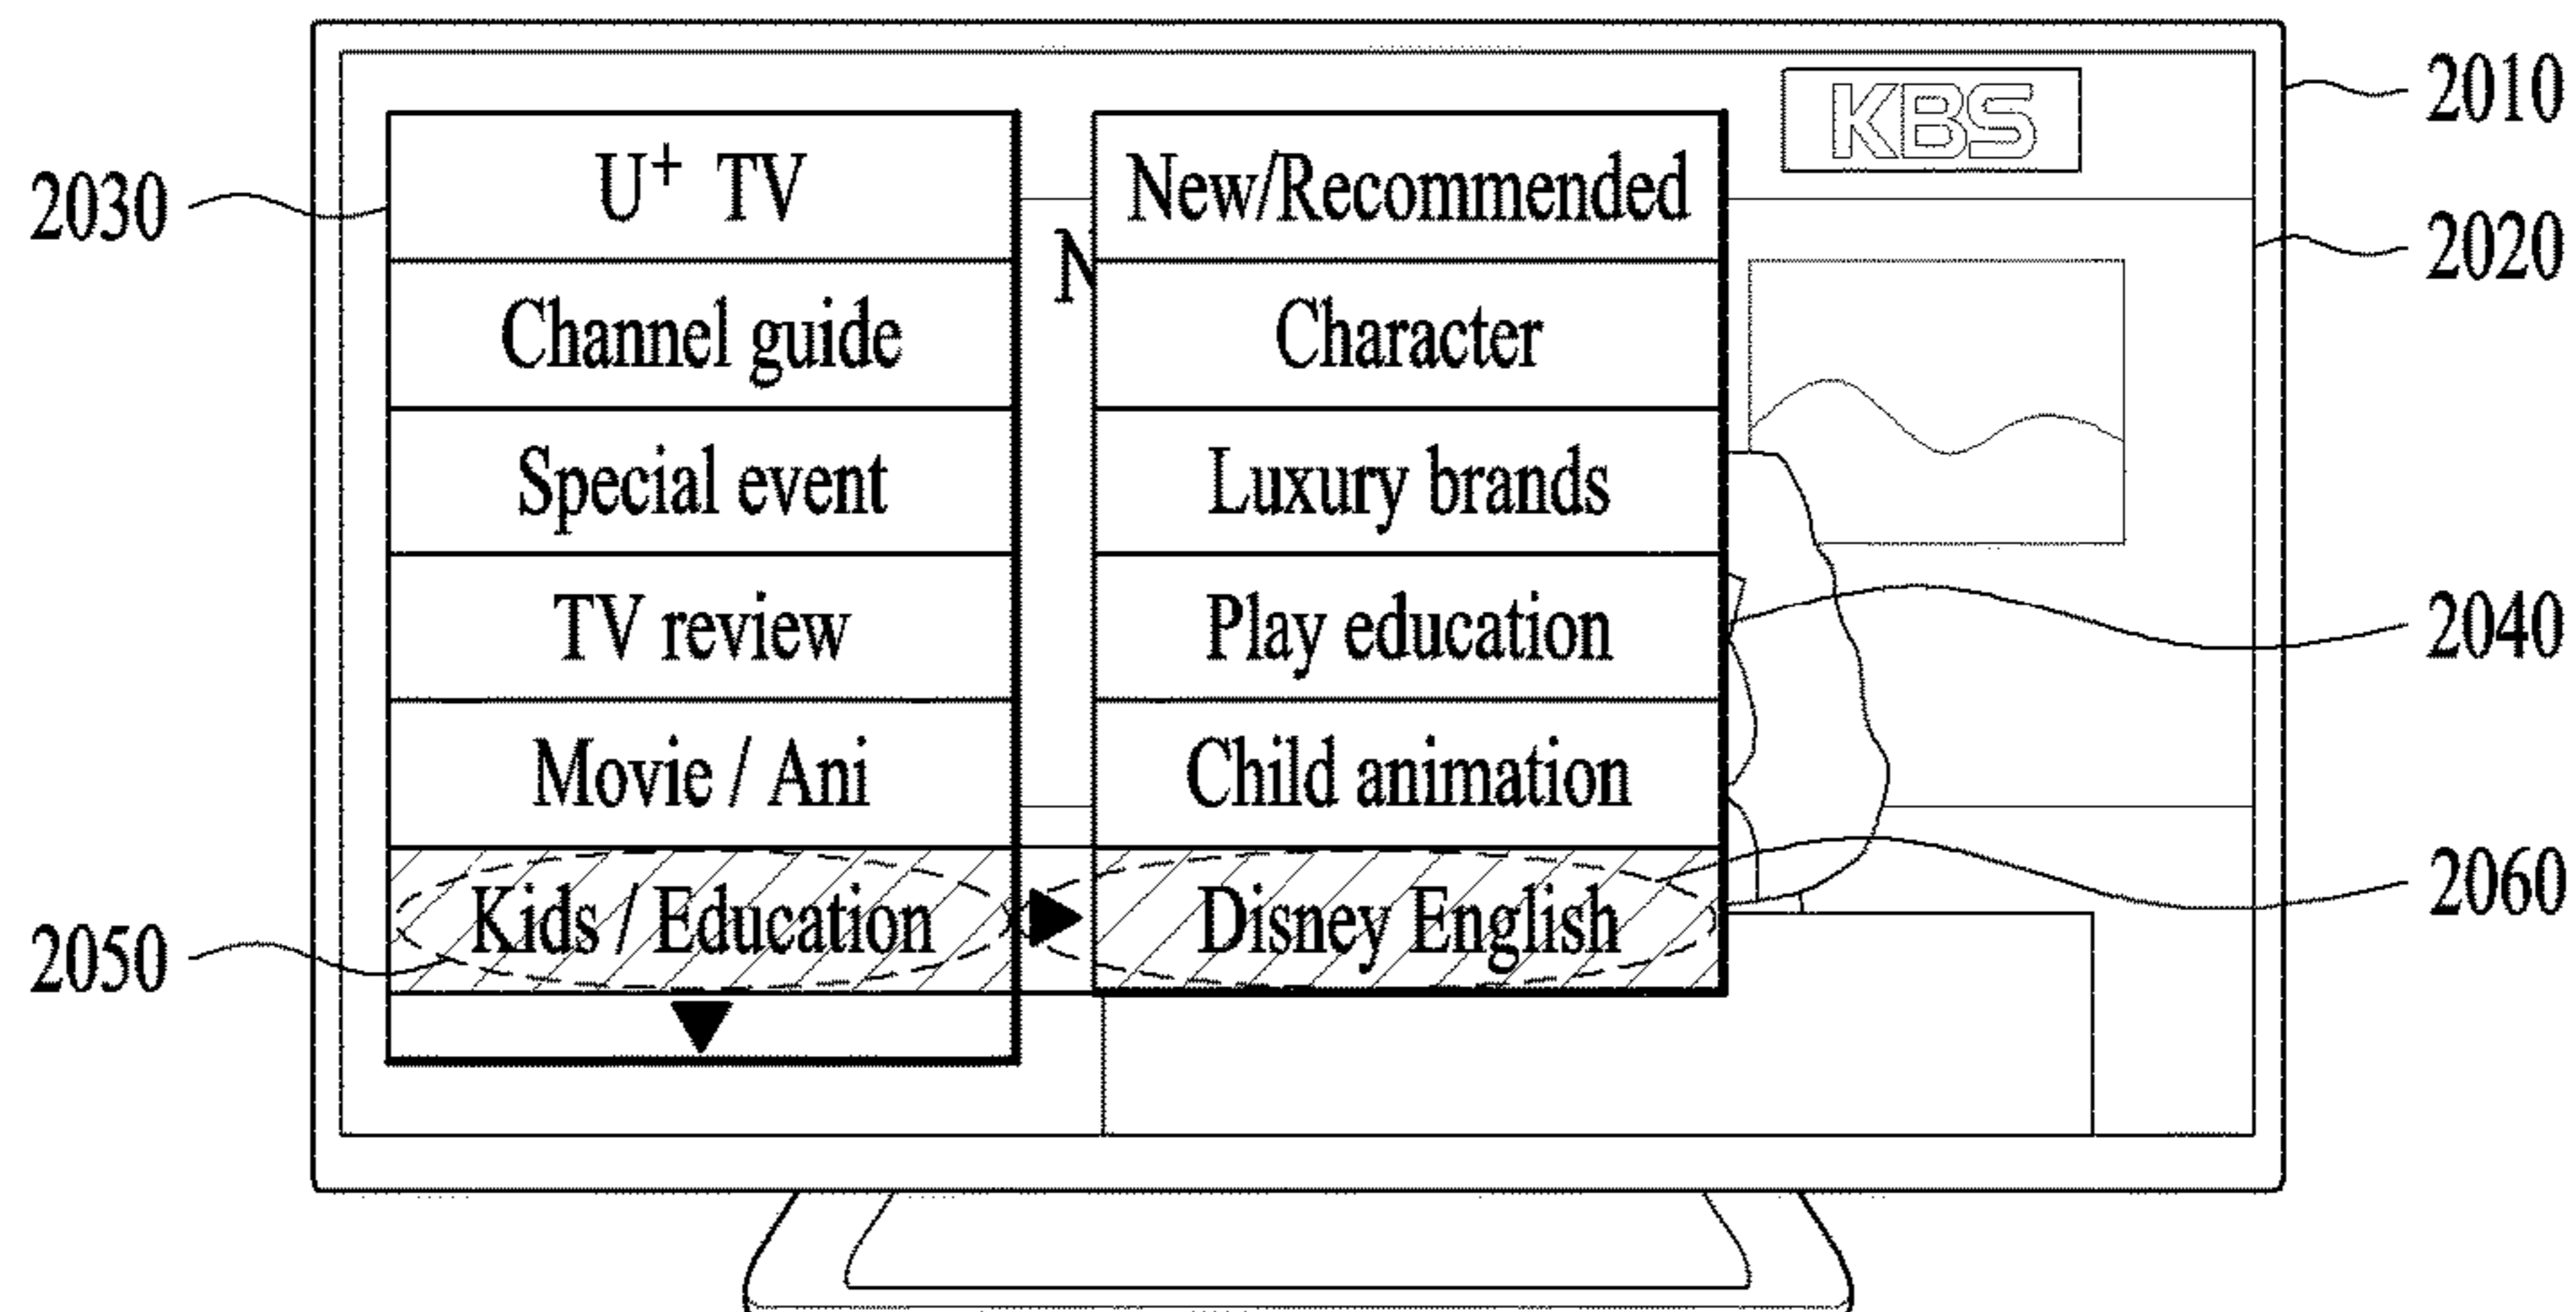 KBS
2010
2020
2030
U+ TV
Channel guide
Special event
TV review
Movie / Ani
Kids / Education
2050
N
New/Recommended
Character
Luxury brands
Play education
Child animation
Disney English
2040
2060